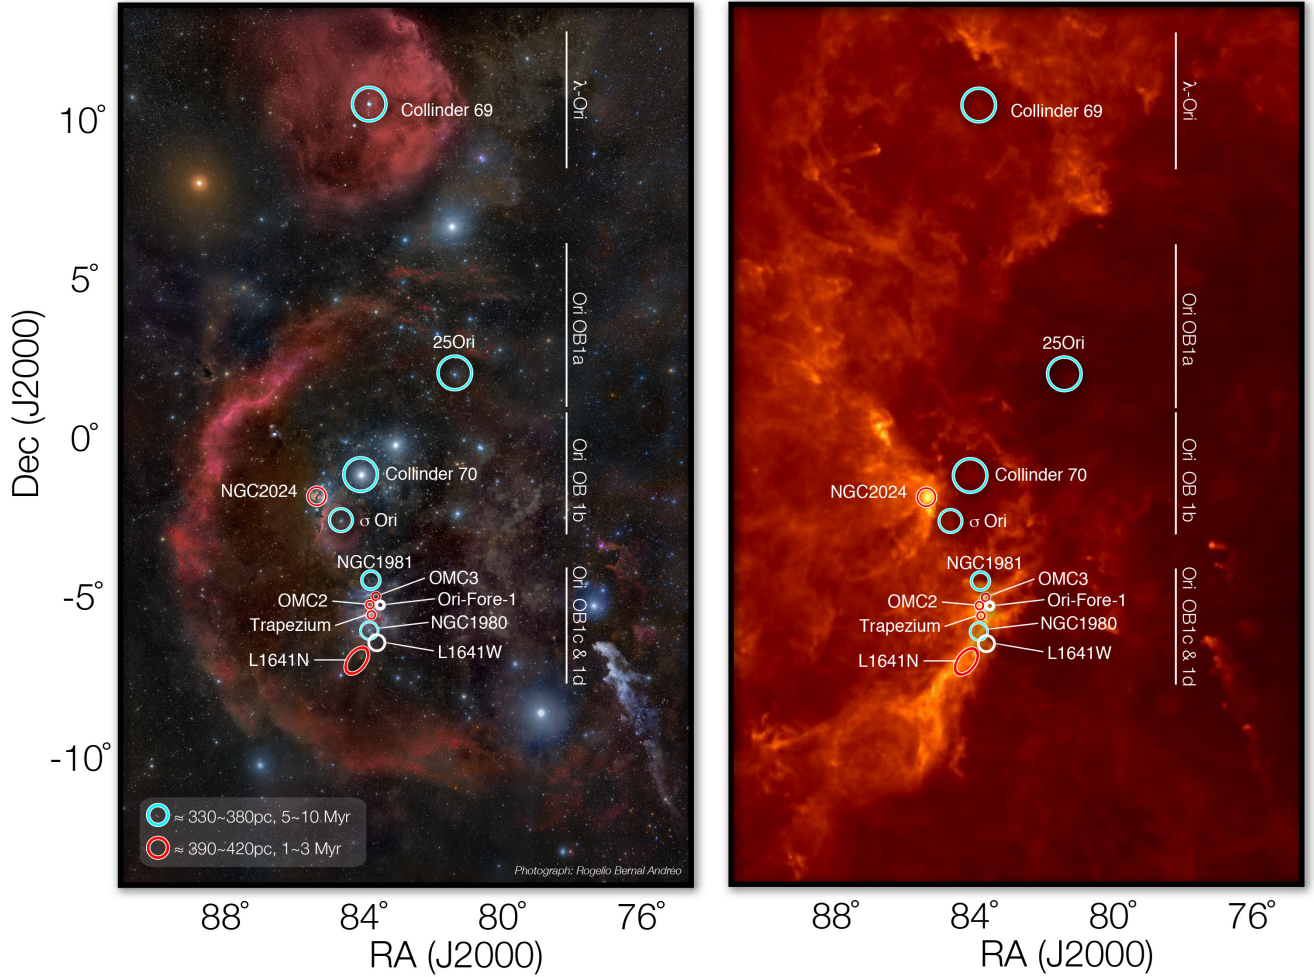 Dec (J2000)
10°
5°
0°
-5°
-10°
Collinder 69
λ-Ori
25Ori
Ori OB1a
Collinder 70
NGC2024
σ Ori
Ori OB 1b
NGC1981
OMC3
OMC2
Ori-Fore-1
Trapezium
NGC1980
L1641W
L1641N
Ori OB1c & 1d
≈ 330~380pc, 5~10 Myr
≈ 390~420pc, 1~3 Myr
Photograph: Rogelio Bernal Andreo
88°
84°
80°
76°
RA (J2000)
Collinder 69
λ-Ori
25Ori
Ori OB1a
Collinder 70
NGC2024
σ Ori
Ori OB 1b
NGC1981
OMC3
OMC2
Ori-Fore-1
Trapezium
NGC1980
L1641W
L1641N
Ori OB1c & 1d
88°
84°
80°
76°
RA (J2000)